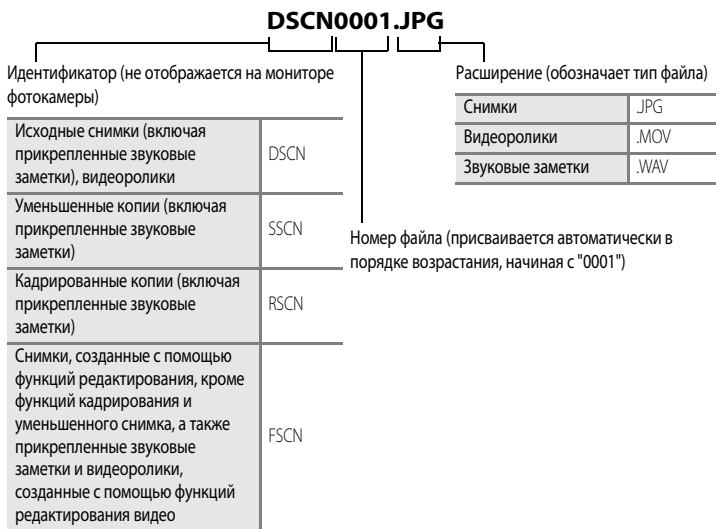 DSCN0001.JPG
Идентификатор (не отображается на мониторе
фотокамеры)
Исходные снимки (включая
прикрепленные звуковые
заметки), видеоролики
DSCN
Уменьшенные копии (включая
прикрепленные звуковые
заметки)
SSCN
Кадрированные копии (включая
прикрепленные звуковые
заметки)
RSCN
Снимки, созданные с помощью
функций редактирования, кроме
функций кадрирования и
уменьшенного снимка, а также
прикрепленные звуковые
заметки и видеоролики,
созданные с помощью функций
редактирования видео
FSCN
Расширение (обозначает тип файла)
Снимки .JPG
Видеоролики .MOV
Звуковые заметки .WAV
Номер файла (присваивается автоматически в
порядке возрастания, начиная с "0001")